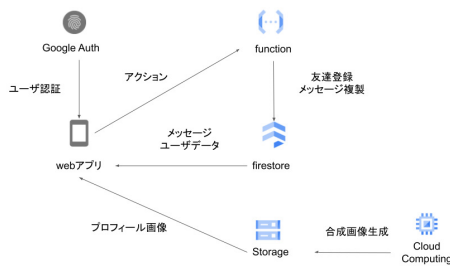 Google Auth
function
アクション
ユーザ認証
友達登録
メッセージ複製
メッセージ
ユーザデータ
webアプリ
firestore
プロフィール画像
合成画像生成
Storage
Cloud
Computing